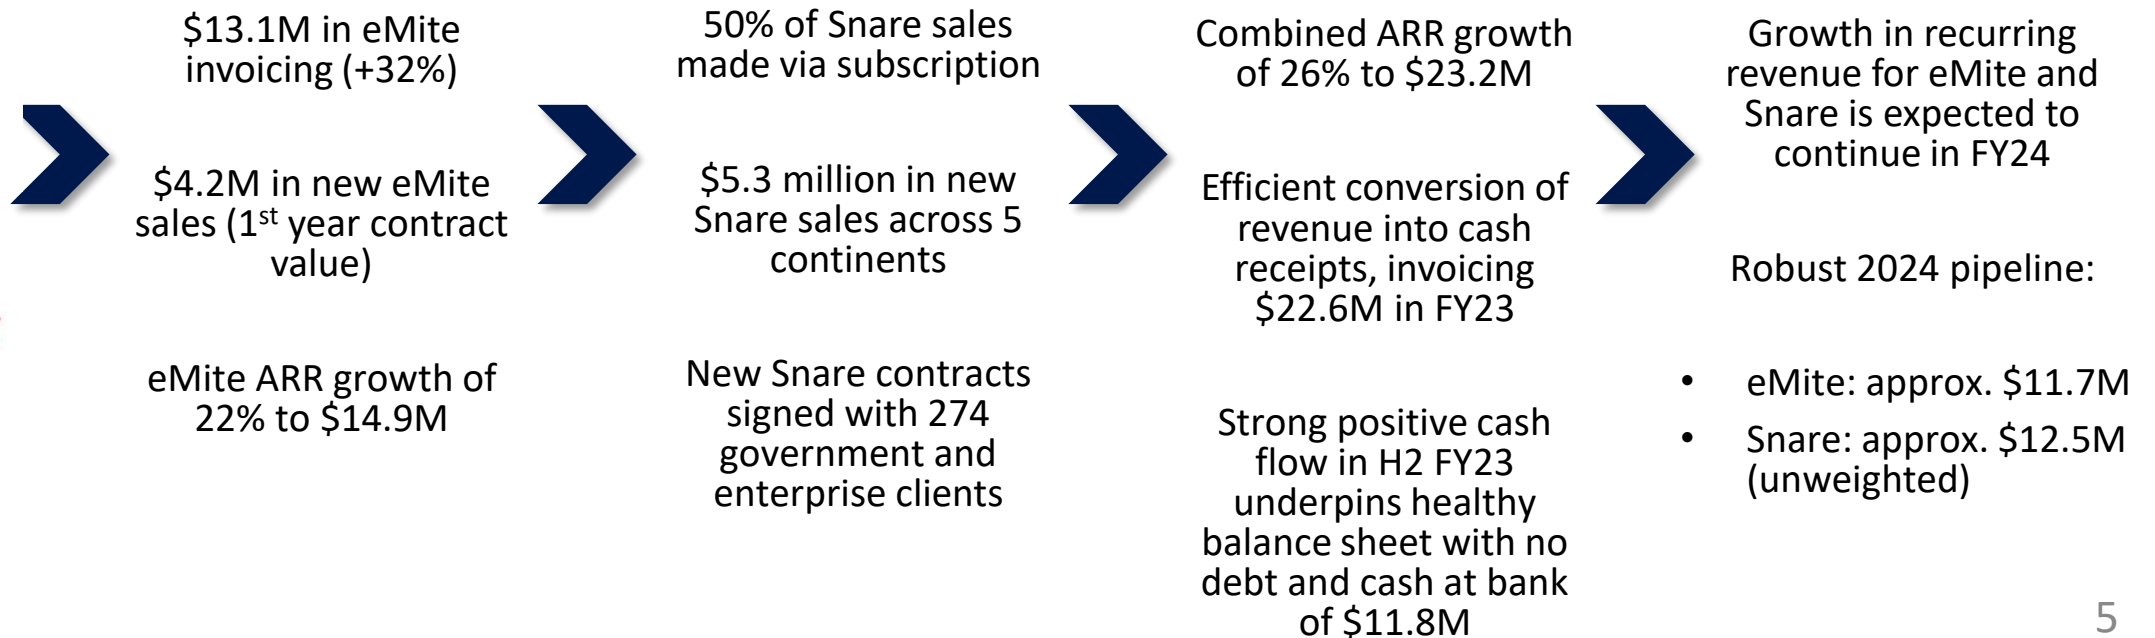 $13.1M in eMite
invoicing (+32%)
$4.2M in new eMite
sales (1st year contract
value)
eMite ARR growth of
22% to $14.9M
50% of Snare sales
made via subscription
$5.3 million in new
Snare sales across 5
continents
New Snare contracts
signed with 274
government and
enterprise clients
Combined ARR growth
of 26% to $23.2M
Efficient conversion of
revenue into cash
receipts, invoicing
$22.6M in FY23
Strong positive cash
flow in H2 FY23
underpins healthy
balance sheet with no
debt and cash at bank
of $11.8M
Growth in recurring
revenue for eMite and
Snare is expected to
continue in FY24
Robust 2024 pipeline:
• eMite: approx. $11.7M
• Snare: approx. $12.5M
(unweighted)
5